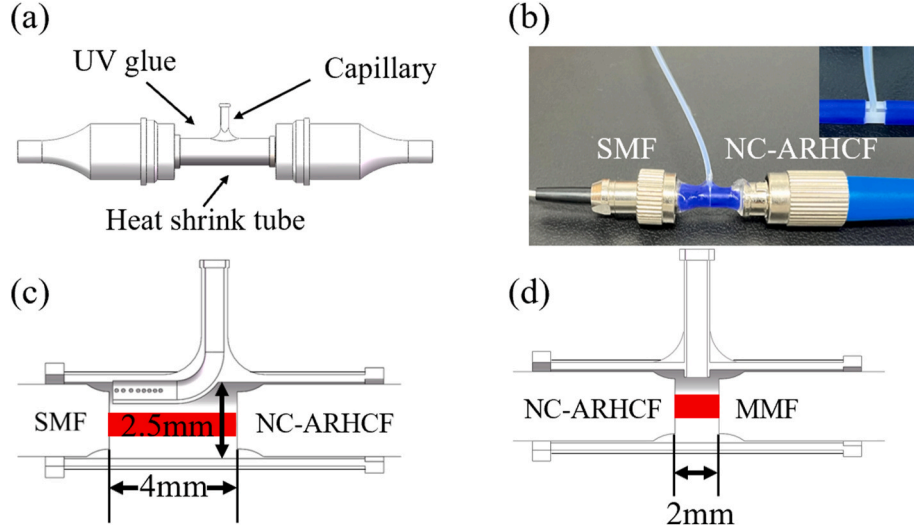 (a)
UV glue
Capillary
Heat shrink tube
(b)
SMF
NC-ARHCF
(c)
SMF
2.5mm
NC-ARHCF
4mm
(d)
NC-ARHCF
MMF
2mm